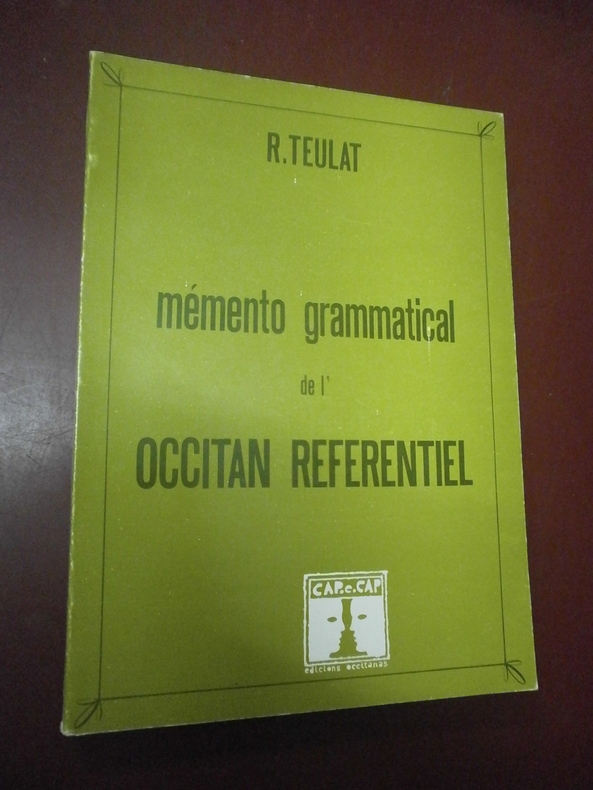 R.TEULAT
mémento grammatical
de l'
OCCITAN REFERENTIEL
CAP.e.CAP
edicions occitanas